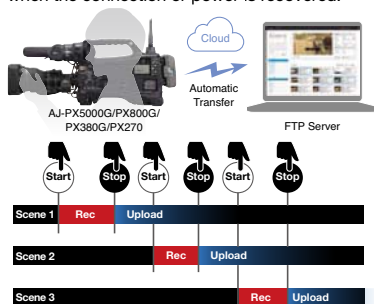 when the connection or power is recovered.
Cloud
Automatic
Transfer
AJ-PX5000G/PX800G/
PX380G/PX270
FTP Server
Start Stop Start Stop Start Stop
Scene 1 Rec Upload
Scene 2 Rec Upload
Scene 3 Rec Upload